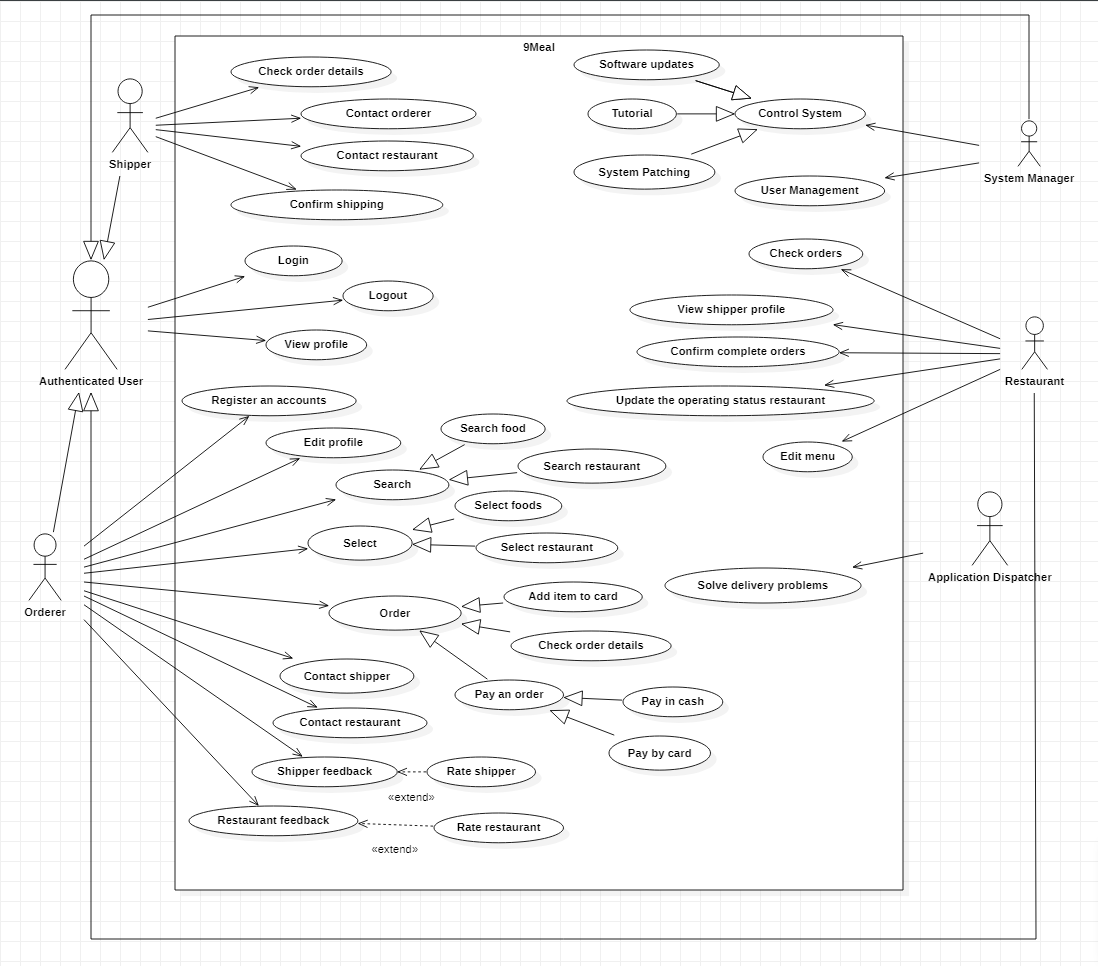 9Meal
Check order details
Software updates
Contact orderer
Tutorial
Control System
Shipper
Contact restaurant
System Patching
System Manager
User Management
Confirm shipping
Login
Check orders
Logout
View shipper profile
View profile
Confirm complete orders
Authenticated User
Restaurant
Register an accounts
Update the operating status restaurant
Search food
Edit profile
Edit menu
Search restaurant
Search
Select foods
Select
Select restaurant
Application Dispatcher
Solve delivery problems
Add item to card
Orderer
Order
Check order details
Contact shipper
Pay an order
Pay in cash
Contact restaurant
Pay by card
Shipper feedback
Rate shipper
«extend»
Restaurant feedback
Rate restaurant
«extend»